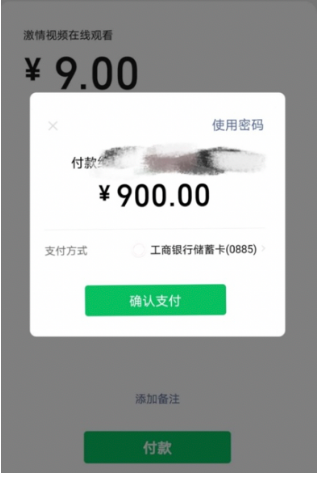 激情视频在线观看
¥ 9.00
使用密码
付款
¥900.00
支付方式 工商银行储蓄卡(0885)
确认支付
添加备注
付款